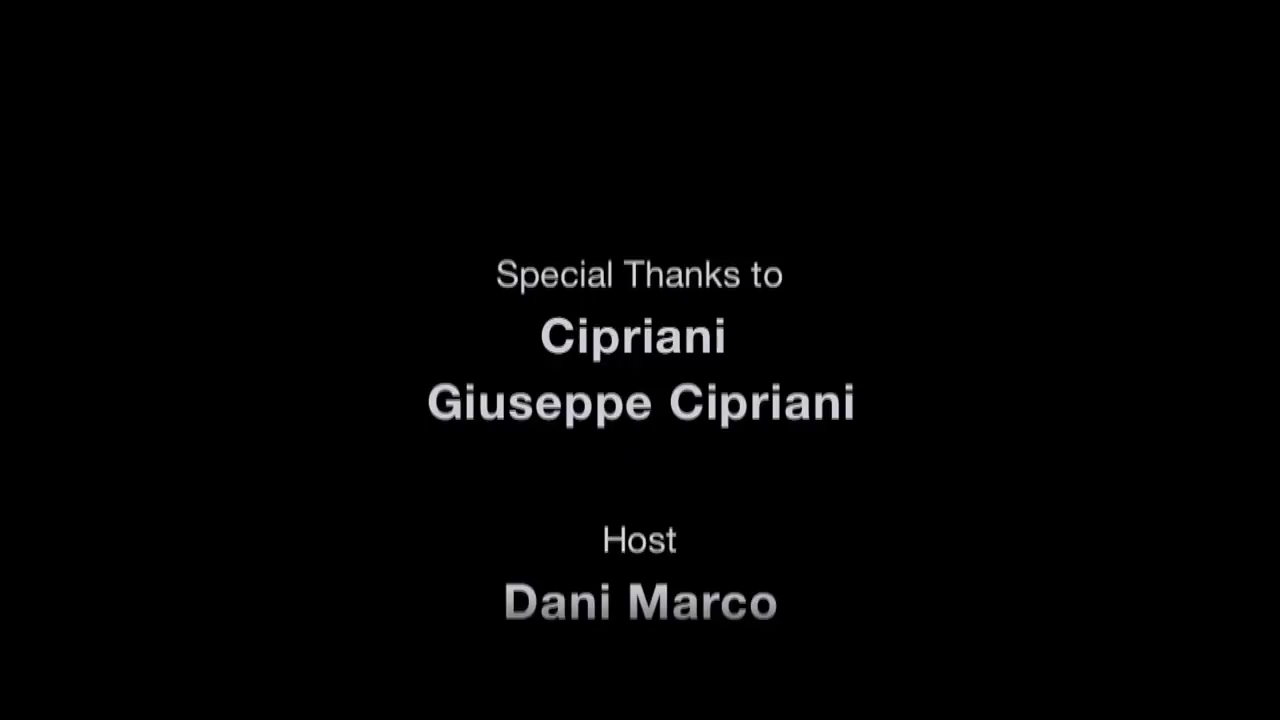 Special Thanks to
Cipriani
Giuseppe Cipriani
Host
Dani Marco